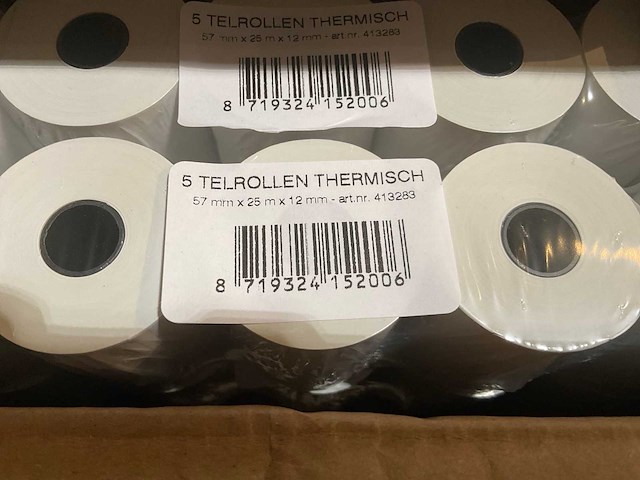 5 TELROLLEN THERMISCH
57 mm x 25 m x 12 mm - art.nr. 413283
8 719324 152006
5 TELROLLEN THERMISCH
57 mm x 25 m x 12 mm - art.nr. 413283
8 719324 152006